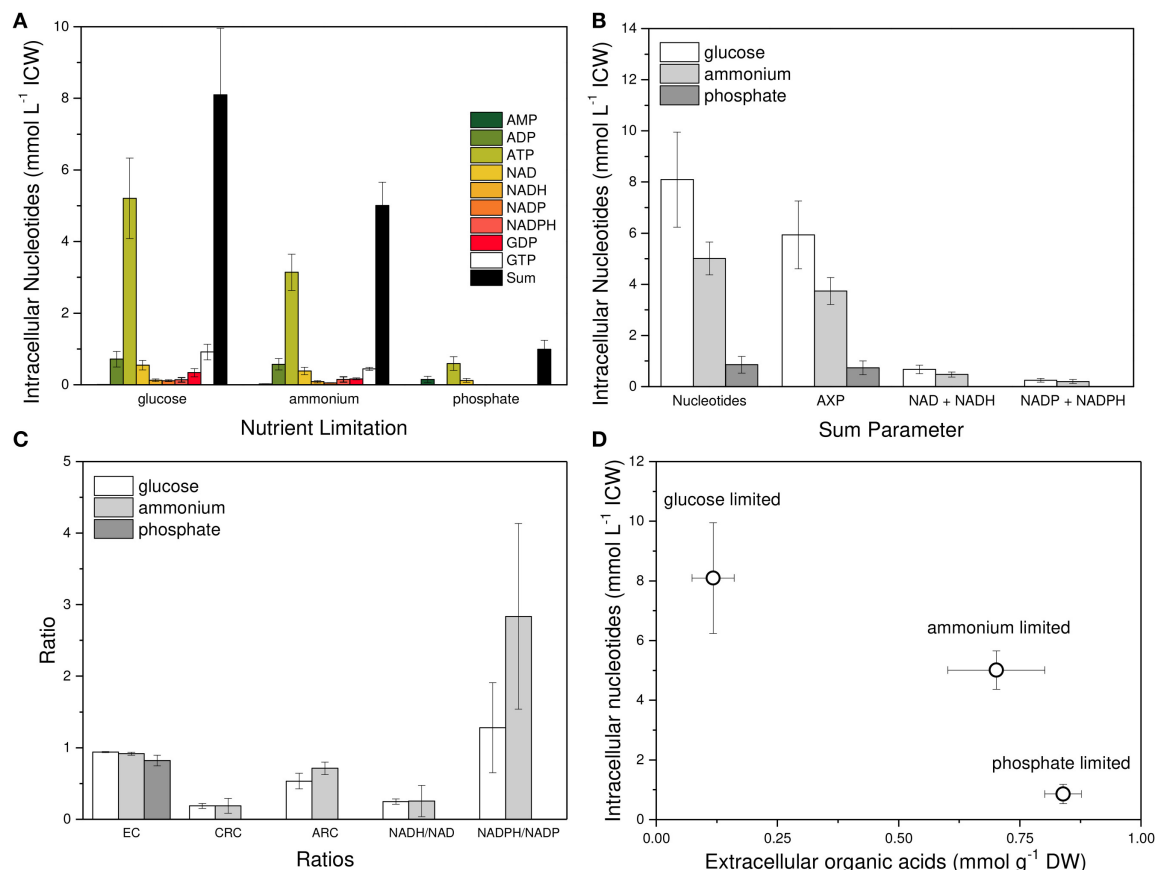 A
Intracellular Nucleotides (mmol L⁻¹ ICW)
10
8
6
4
2
0
AMP
ADP
ATP
NAD
NADH
NADP
NADPH
GDP
GTP
Sum
glucose ammonium phosphate
Nutrient Limitation
B
Intracellular Nucleotides (mmol L⁻¹ ICW)
14
12
10
8
6
4
2
0
glucose
ammonium
phosphate
Nucleotides AXP NAD + NADH NADP + NADPH
Sum Parameter
C
Ratio
5
4
3
2
1
0
glucose
ammonium
phosphate
EC CRC ARC NADH/NAD NADPH/NADP
Ratios
D
Intracellular nucleotides (mmol L⁻¹ ICW)
12
10
8
6
4
2
0
glucose limited
ammonium limited
phosphate limited
0.00 0.25 0.50 0.75 1.00
Extracellular organic acids (mmol g⁻¹ DW)